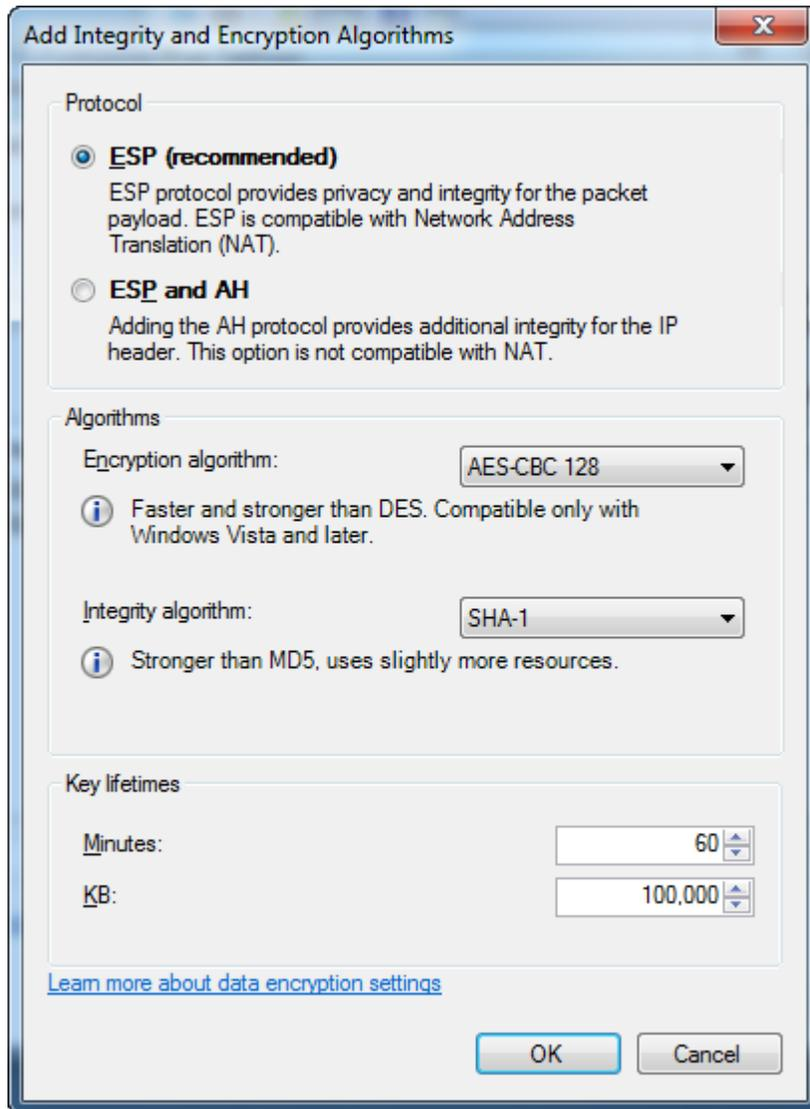 Add Integrity and Encryption Algorithms
Protocol
ESP (recommended)
ESP protocol provides privacy and integrity for the packet
payload. ESP is compatible with Network Address
Translation (NAT).
ESP and AH
Adding the AH protocol provides additional integrity for the IP
header. This option is not compatible with NAT.
Algorithms
Encryption algorithm: AES-CBC 128
Faster and stronger than DES. Compatible only with
Windows Vista and later.
Integrity algorithm: SHA-1
Stronger than MD5, uses slightly more resources.
Key lifetimes
Minutes: 60
KB: 100,000
Learn more about data encryption settings
OK Cancel